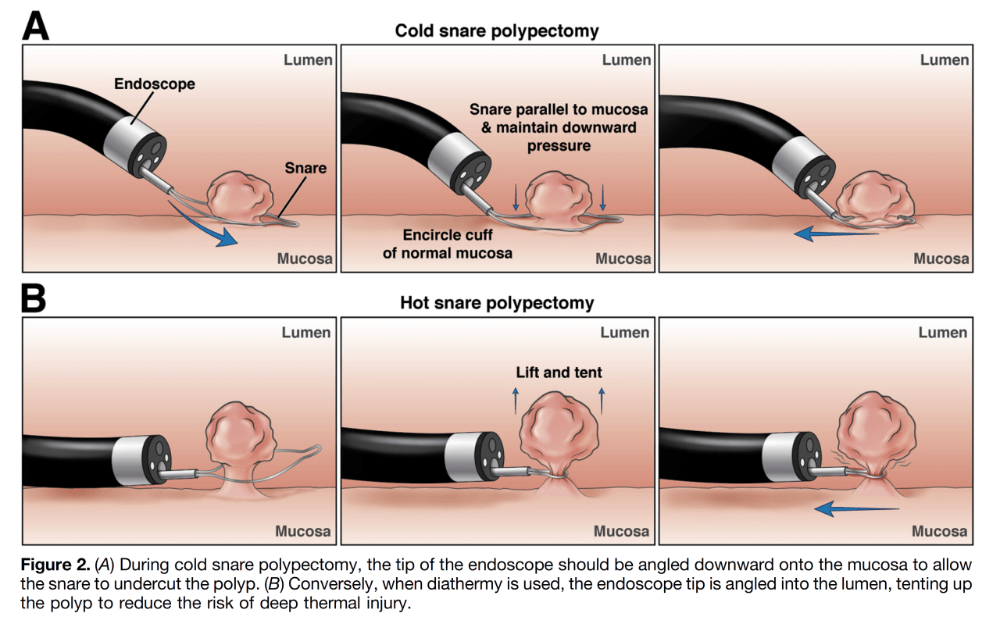 A
Cold snare polypectomy
Lumen
Endoscope
Snare
Mucosa
Lumen
Snare parallel to mucosa
& maintain downward
pressure
Encircle cuff
of normal mucosa
Mucosa
Lumen
Mucosa
B
Hot snare polypectomy
Lumen
Mucosa
Lumen
Lift and tent
Mucosa
Lumen
Mucosa
Figure 2. (A) During cold snare polypectomy, the tip of the endoscope should be angled downward onto the mucosa to allow
the snare to undercut the polyp. (B) Conversely, when diathermy is used, the endoscope tip is angled into the lumen, tenting up
the polyp to reduce the risk of deep thermal injury.